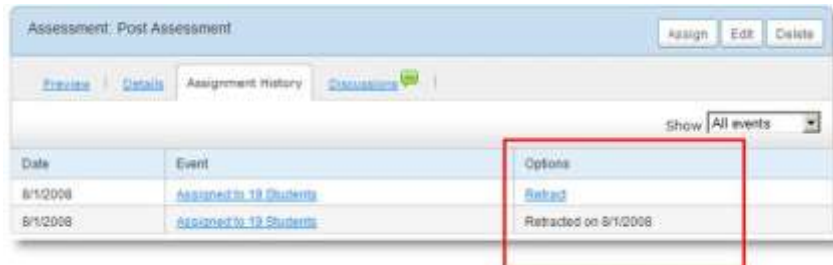 Assessment: Post Assessment
Assign Edit Delete
Preview Details Assignment History Discussions
Show All events
Date Event Options
8/1/2008 Assigned to 19 Students Retract
8/1/2008 Assigned to 19 Students Retracted on 8/1/2008